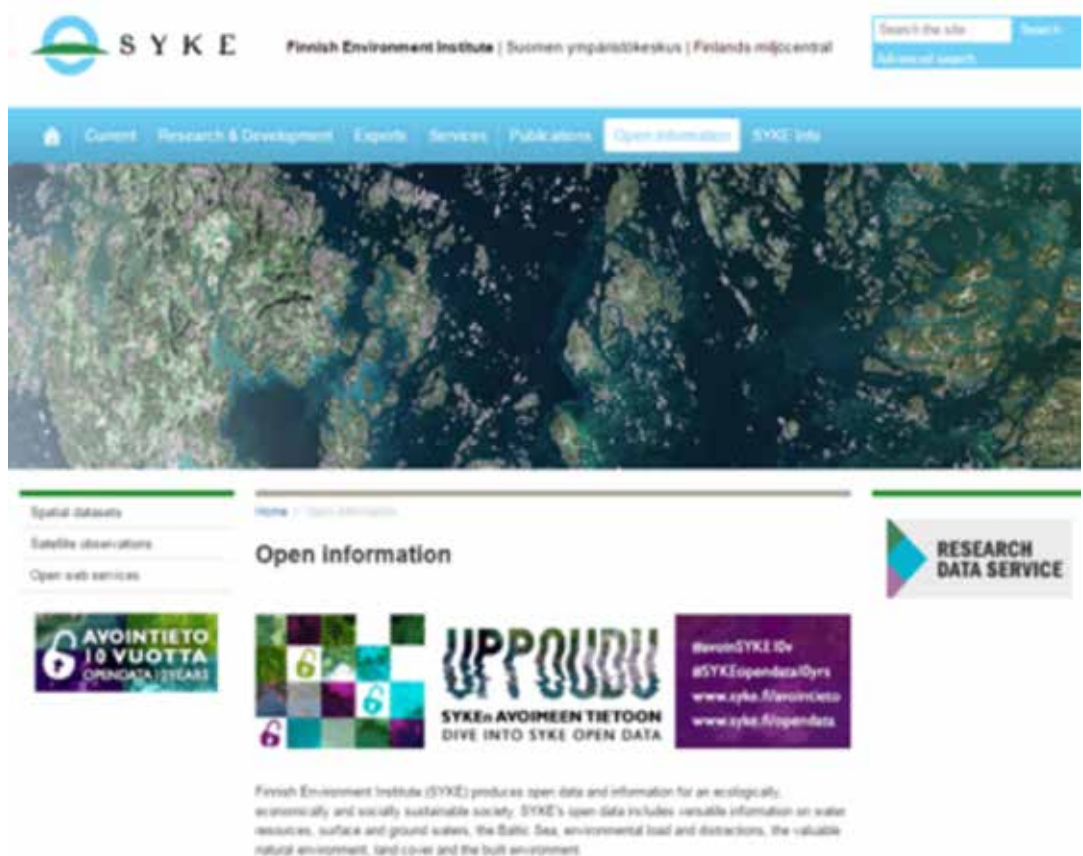 SYKE
Finnish Environment Institute | Suomen ympäristökeskus | Finlands miljöcentral
Search the site
Search
Advanced search
Current Research & Development Experts Services Publications Open information SYKE Info
Spatial datasets
Satellite observations
Open web services
AVOINTIETO
10 VUOTTA
OPENDATA 10YEARS
Home > Open information
Open information
UPPOUDU
SYKEn AVOIMEEN TIETOON
DIVE INTO SYKE OPEN DATA
#avoinSYKE10v
#SYKEopendata10yrs
www.syke.fi/avointieto
www.syke.fi/opendata
Finnish Environment Institute (SYKE) produces open data and information for an ecologically,
economically and socially sustainable society. SYKE's open data includes versatile information on water
resources, surface and ground waters, the Baltic Sea, environmental load and distractions, the valuable
natural environment, land cover and the built environment.
RESEARCH
DATA SERVICE